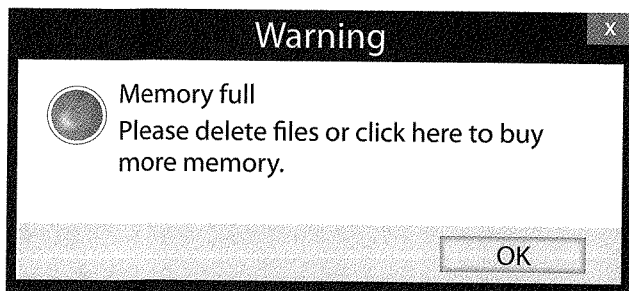 Warning
X
Memory full
Please delete files or click here to buy
more memory.
OK